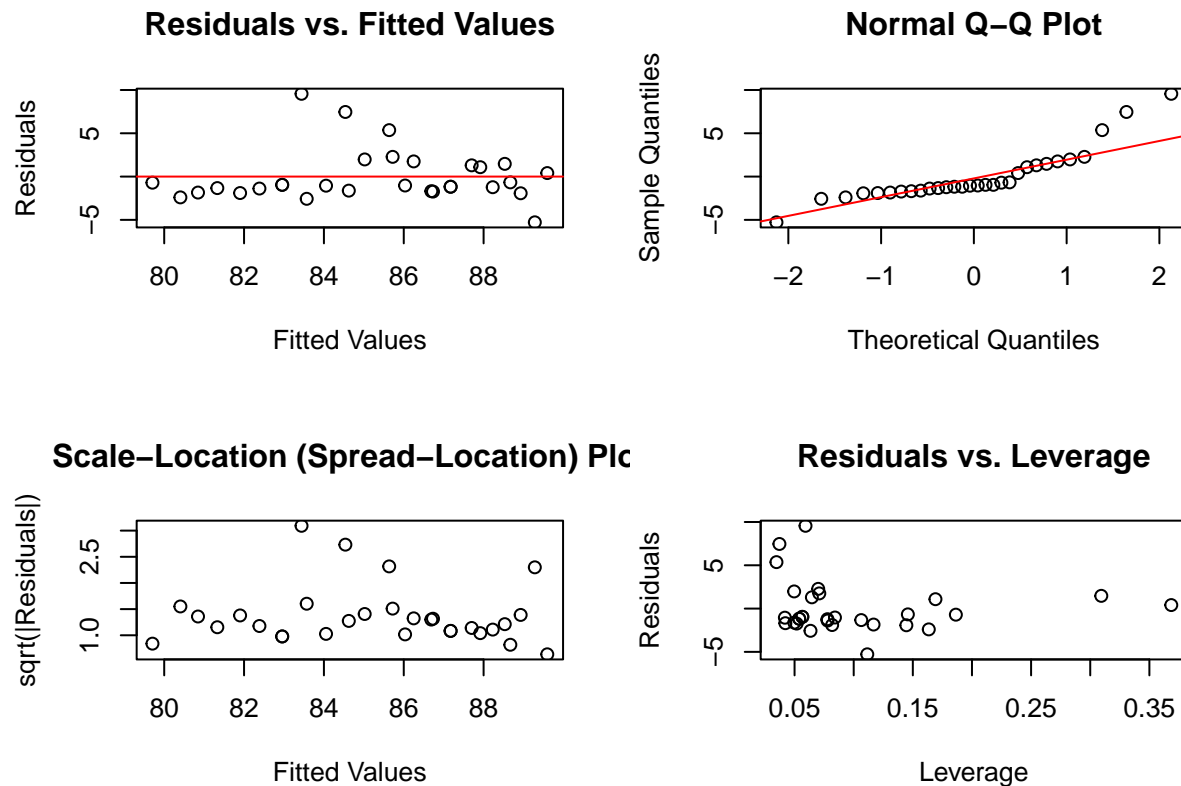 Residuals vs. Fitted Values
Residuals
5
−5
80 82 84 86 88
Fitted Values
Normal Q−Q Plot
Sample Quantiles
5
−5
−2 −1 0 1 2
Theoretical Quantiles
Scale−Location (Spread−Location) Plo
sqrt(|Residuals|)
2.5
1.0
80 82 84 86 88
Fitted Values
Residuals vs. Leverage
Residuals
5
−5
0.05 0.15 0.25 0.35
Leverage